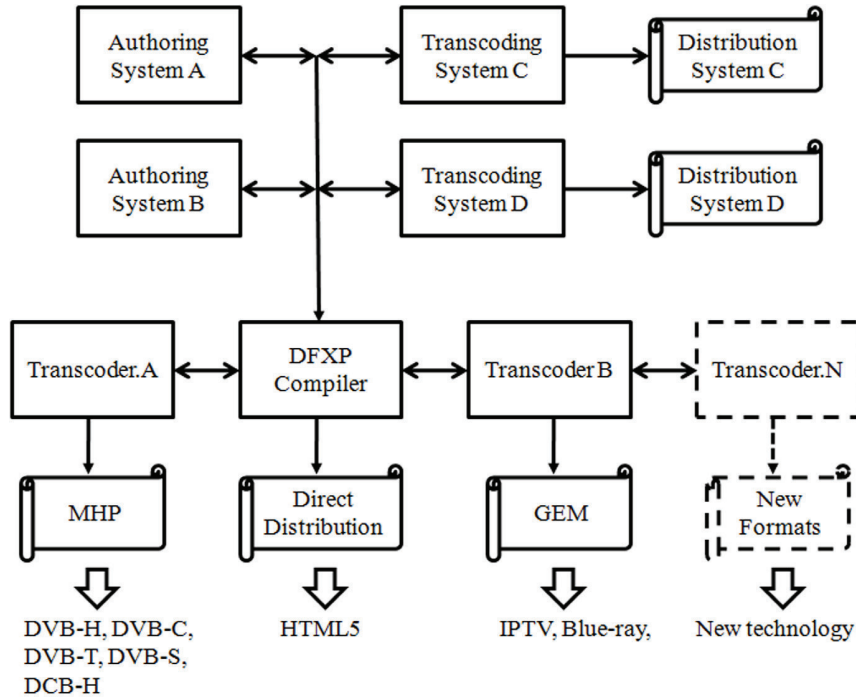 Authoring
System A
Transcoding
System C
Distribution
System C
Authoring
System B
Transcoding
System D
Distribution
System D
Transcoder.A
DFXP
Compiler
Transcoder B
Transcoder.N
MHP
Direct
Distribution
GEM
New
Formats
DVB-H, DVB-C,
DVB-T, DVB-S,
DCB-H
HTML5
IPTV, Blue-ray,
New technology